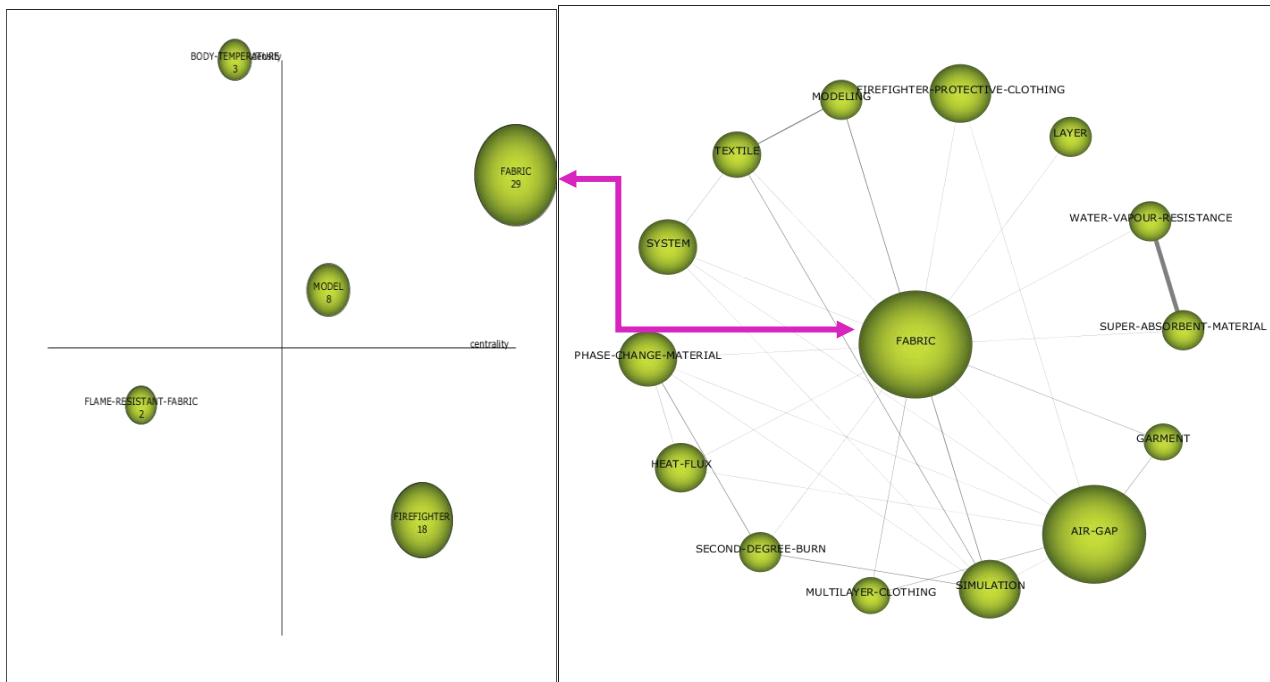 BODY-TEMPERATURE
density
3
FABRIC
29
MODEL
8
centrality
FLAME-RESISTANT-FABRIC
2
FIREFIGHTER
18
FIREFIGHTER-PROTECTIVE-CLOTHING
MODELING
LAYER
TEXTILE
WATER-VAPOUR-RESISTANCE
SYSTEM
SUPER-ABSORBENT-MATERIAL
FABRIC
PHASE-CHANGE-MATERIAL
GARMENT
HEAT-FLUX
AIR-GAP
SECOND-DEGREE-BURN
SIMULATION
MULTILAYER-CLOTHING